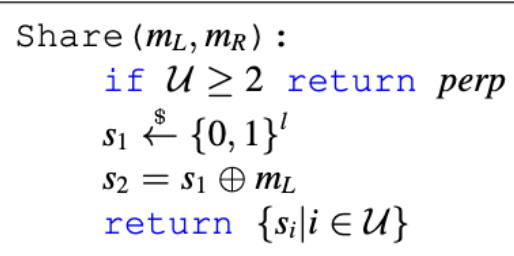 Share(m_L,m_R):
if 𝒰 ≥ 2 return perp
s_1 $← {0,1}^l
s_2 = s_1 ⊕ m_L
return {s_i|i ∈ 𝒰}